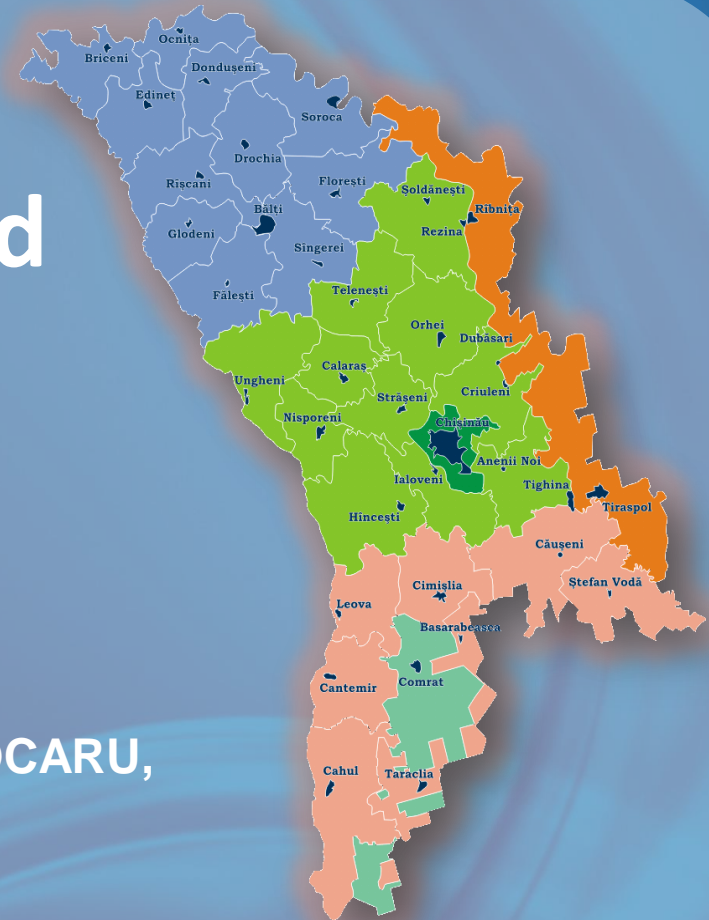 Ocnița
Briceni
Dondușeni
Edineț
Soroca
Drochia
Rîșcani
Florești
Șoldănești
Bălți
Rîbnița
Glodeni
Rezina
Sîngerei
d
Fălești
Telenești
Orhei
Dubăsari
Calaraș
Ungheni
Criuleni
Strășeni
Nisporeni
Chișinău
Anenii Noi
Ialoveni
Tighina
Tiraspol
Hîncești
Căușeni
Cimișlia
Ștefan Vodă
Leova
Basarabeasca
Comrat
Cantemir
OCARU,
Cahul
Taraclia